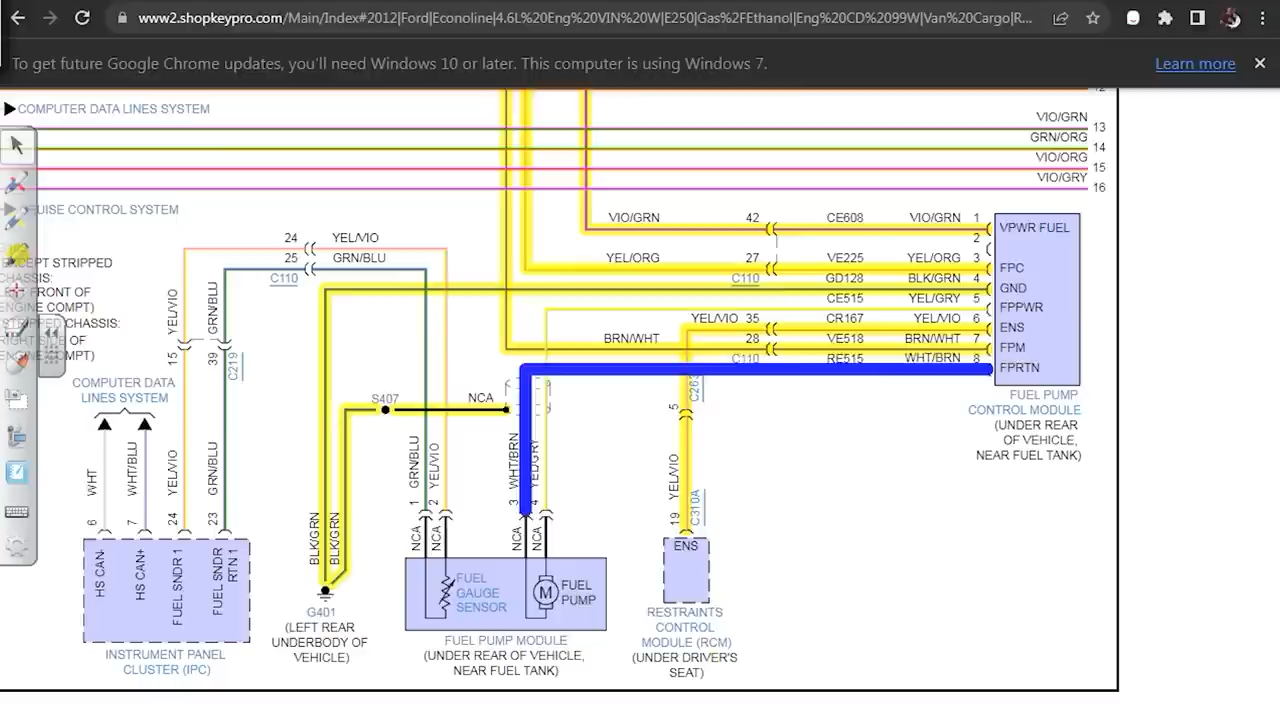 www2.shopkeypro.com/Main/Index#2012|Ford|Econoline|4.6L%20Eng%20VIN%20W|E250|Gas%2FEthanol|Eng%20CD%2099W|Van%20Cargo|R...
To get future Google Chrome updates, you'll need Windows 10 or later. This computer is using Windows 7.
Learn more
COMPUTER DATA LINES SYSTEM
12
VIO/GRN 13
GRN/ORG 14
VIO/ORG 15
VIO/GRY 16
UISE CONTROL SYSTEM
EXCEPT STRIPPED
CHASSIS:
FRONT OF
ENGINE COMPT)
STRIPPED CHASSIS:
RIGHT SIDE OF
ENGINE COMPT)
24 YEL/VIO
25 GRN/BLU
C110
YEL/VIO
GRN/BLU
15
39
C219
COMPUTER DATA
LINES SYSTEM
WHT
WHT/BLU
YEL/VIO
GRN/BLU
6
7
24
23
HS CAN-
HS CAN+
FUEL SNDR 1
FUEL SNDR
RTN 1
INSTRUMENT PANEL
CLUSTER (IPC)
S407
NCA
BLK/GRN
BLK/GRN
G401
(LEFT REAR
UNDERBODY OF
VEHICLE)
GRN/BLU
YEL/VIO
WHT/BRN
YEL/GRY
1
2
3
4
NCA
NCA
NCA
NCA
FUEL
GAUGE
SENSOR
M
FUEL
PUMP
FUEL PUMP MODULE
(UNDER REAR OF VEHICLE,
NEAR FUEL TANK)
VIO/GRN 42 CE608 VIO/GRN 1
VPWR FUEL
2
YEL/ORG 27 VE225 YEL/ORG 3
FPC
C110 GD128 BLK/GRN 4
GND
CE515 YEL/GRY 5
FPPWR
YEL/VIO 35 CR167 YEL/VIO 6
ENS
BRN/WHT 28 VE518 BRN/WHT 7
FPM
C110 RE515 WHT/BRN 8
FPRTN
FUEL PUMP
CONTROL MODULE
(UNDER REAR
OF VEHICLE,
NEAR FUEL TANK)
5
YEL/VIO
19
C310A
ENS
RESTRAINTS
CONTROL
MODULE (RCM)
(UNDER DRIVER'S
SEAT)